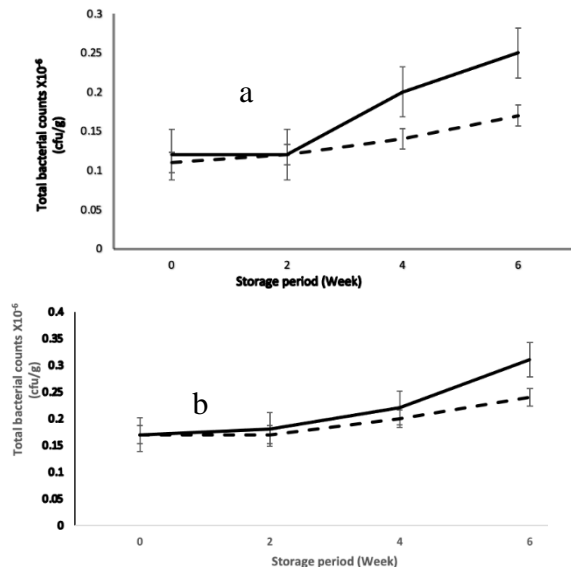 Total bacterial counts X10-6
(cfu/g)
0.3
0.25
0.2
0.15
0.1
0.05
0
a
0 2 4 6
Storage period (Week)
Total bacterial counts X10-6
(cfu/g)
0.4
0.35
0.3
0.25
0.2
0.15
0.1
0.05
0
b
0 2 4 6
Storage period (Week)